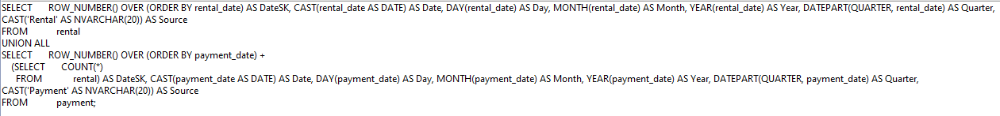 SELECT ROW_NUMBER() OVER (ORDER BY rental_date) AS DateSK, CAST(rental_date AS DATE) AS Date, DAY(rental_date) AS Day, MONTH(rental_date) AS Month, YEAR(rental_date) AS Year, DATEPART(QUARTER, rental_date) AS Quarter,
CAST('Rental' AS NVARCHAR(20)) AS Source
FROM rental
UNION ALL
SELECT ROW_NUMBER() OVER (ORDER BY payment_date) +
(SELECT COUNT(*)
FROM rental) AS DateSK, CAST(payment_date AS DATE) AS Date, DAY(payment_date) AS Day, MONTH(payment_date) AS Month, YEAR(payment_date) AS Year, DATEPART(QUARTER, payment_date) AS Quarter,
CAST('Payment' AS NVARCHAR(20)) AS Source
FROM payment;